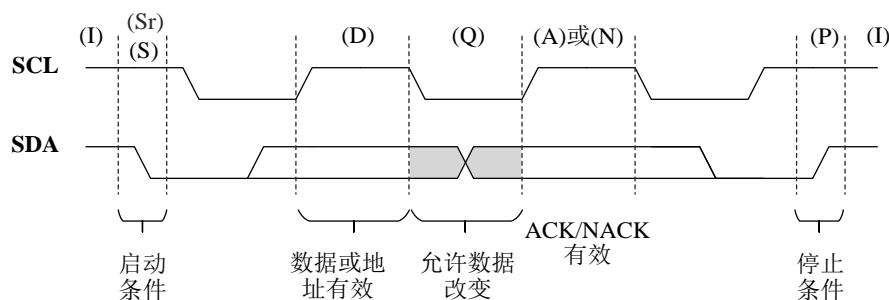 (Sr)
(I) (S) (D) (Q) (A)或(N) (P) (I)
SCL
SDA
启动
条件
数据或地
址有效
允许数据
改变
ACK/NACK
有效
停止
条件